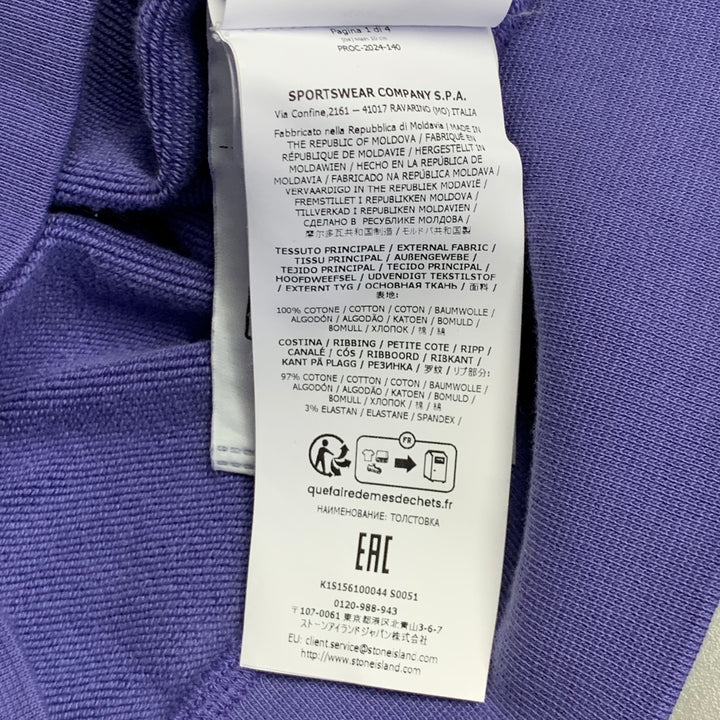 Pagina 1 di 4
PROC-2024-140
SPORTSWEAR COMPANY S.P.A.
Via Confine,2161 – 41017 RAVARINO (MO) ITALIA
Fabbricato nella Repubblica di Moldavia / MADE IN
THE REPUBLIC OF MOLDOVA / FABRIQUÉ EN
RÉPUBLIQUE DE MOLDAVIE / HERGESTELLT IN
MOLDAWIEN / HECHO EN LA REPÚBLICA DE
MOLDAVIA / FABRICADO NA REPÚBLICA MOLDAVA /
VERVAARDIGD IN THE REPUBLIEK MODAVIË /
FREMSTILLET I REPUBLIKKEN MOLDOVA /
TILLVERKAD I REPUBLIKEN MOLDAVIEN /
СДЕЛАНО В РЕСУБЛИКЕ МОЛДОВА /
摩尔多瓦共和国制造 / モルドバ共和国製
TESSUTO PRINCIPALE / EXTERNAL FABRIC /
TISSU PRINCIPAL / AUßENGEWEBE /
TEJIDO PRINCIPAL / TECIDO PRINCIPAL /
HOOFDWEEFSEL / UDVENDIGT TEKSTILSTOF
/ EXTERNT TYG / ОСНОВНАЯ ТКАНЬ / 面料 /
表地:
100% COTONE / COTTON / COTON / BAUMWOLLE /
ALGODÓN / ALGODÃO / KATOEN / BOMULD /
BOMULL / ХЛОПОК / 棉 / 綿
COSTINA / RIBBING / PETITE COTE / RIPP /
CANALÉ / CÓS / RIBBOORD / RIBKANT /
KANT PÅ PLAGG / РЕЗИНКА / 罗纹 / リブ部分:
97% COTONE / COTTON / COTON / BAUMWOLLE /
ALGODÓN / ALGODÃO / KATOEN / BOMULD /
BOMULL / ХЛОПОК / 棉 / 綿
3% ELASTAN / ELASTANE / SPANDEX /
FR
quefairedemesdechets.fr
НАИМЕНОВАНИЕ: ТОЛСТОВКА
EAC
K1S156100044 S0051
0120-988-943
〒107-0061 東京都港区北青山3-6-7
ストーンアイランドジャパン株式会社
EU: client.service@stoneisland.com
http://www.stoneisland.com